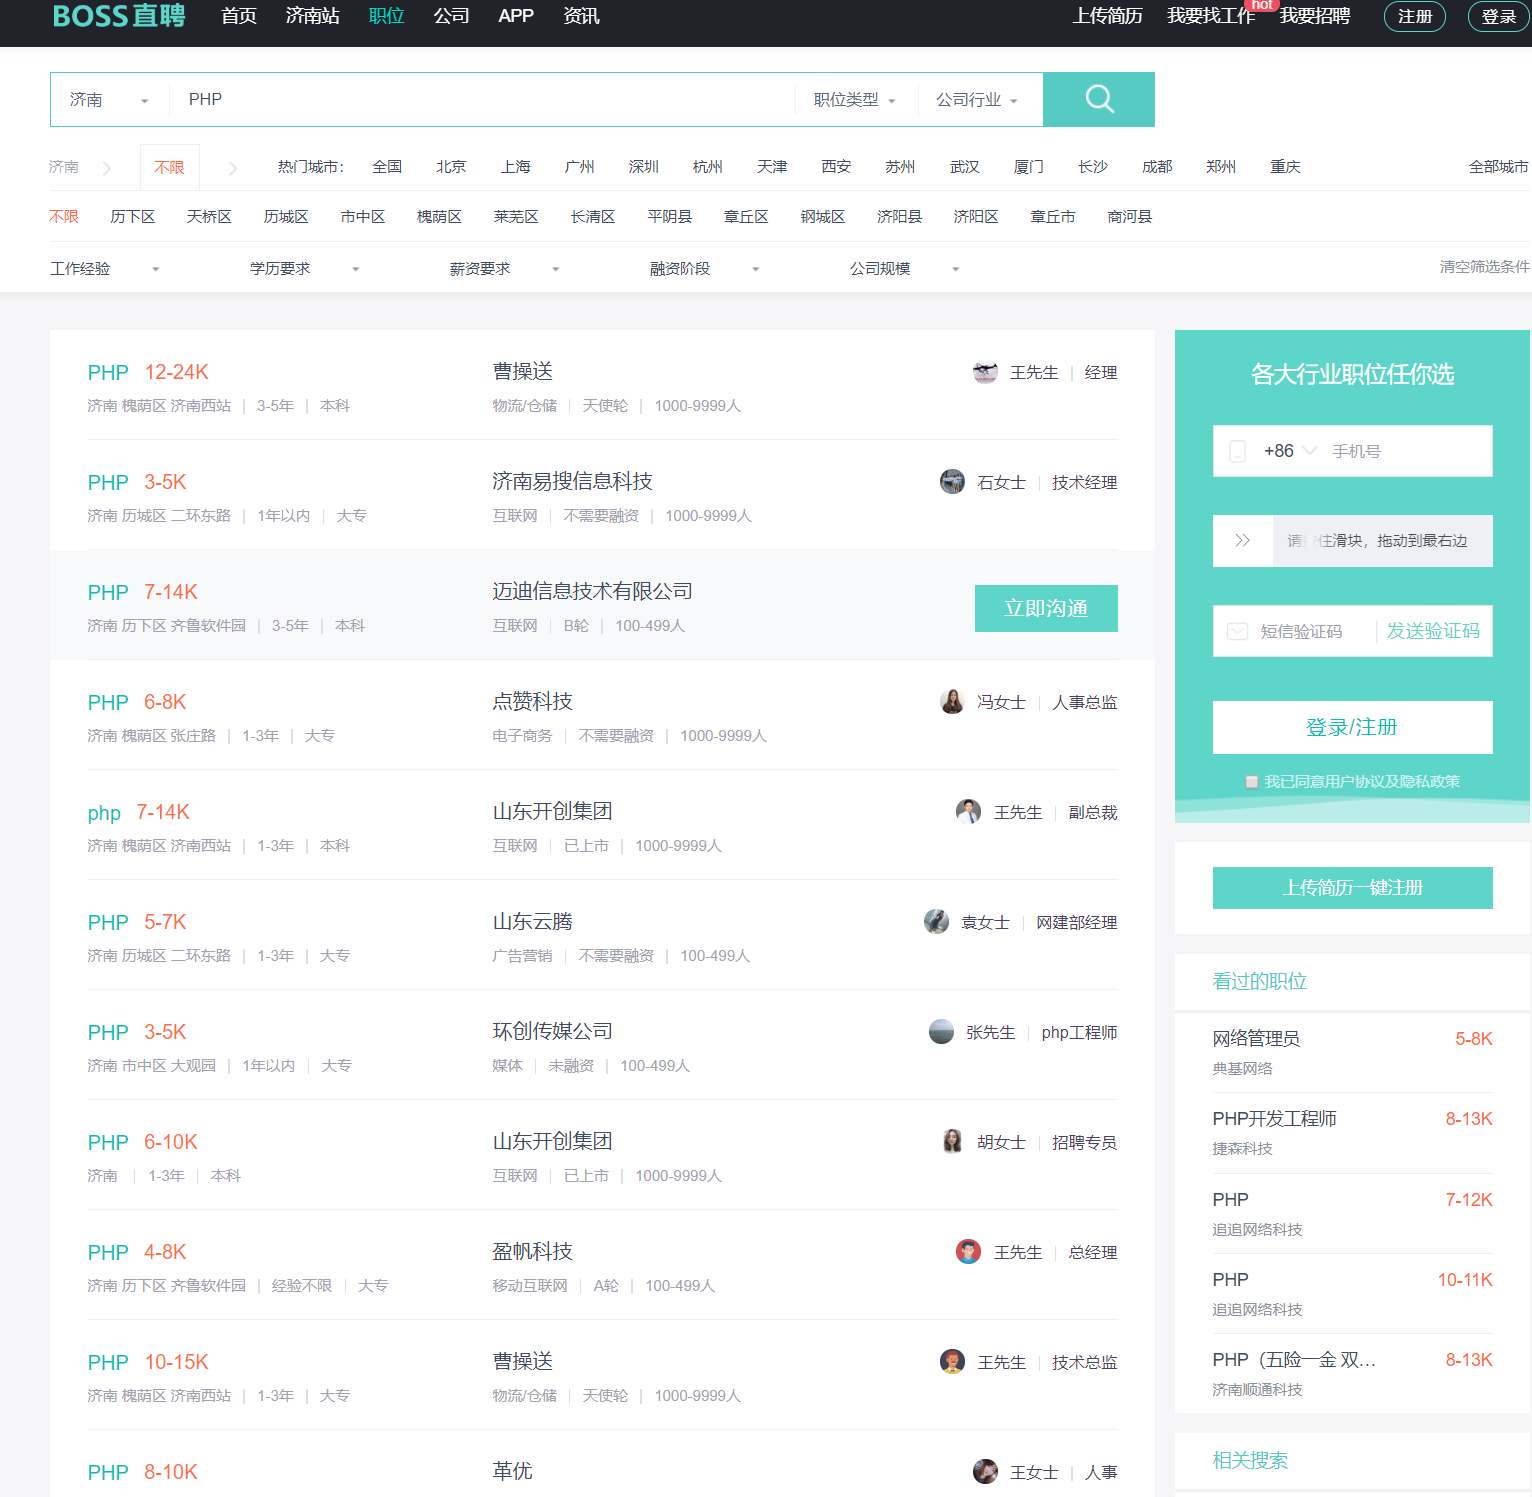 BOSS直聘 首页 济南站 职位 公司 APP 资讯 上传简历 我要找工作 hot 我要招聘 注册 登录
济南 PHP 职位类型 公司行业
济南 不限 热门城市: 全国 北京 上海 广州 深圳 杭州 天津 西安 苏州 武汉 厦门 长沙 成都 郑州 重庆 全部城市
不限 历下区 天桥区 历城区 市中区 槐荫区 莱芜区 长清区 平阴县 章丘区 钢城区 济阳县 济阳区 章丘市 商河县
工作经验 学历要求 薪资要求 融资阶段 公司规模 清空筛选条件
PHP 12-24K 曹操送 王先生 | 经理
济南 槐荫区 济南西站 | 3-5年 | 本科 物流/仓储 | 天使轮 | 1000-9999人
PHP 3-5K 济南易搜信息科技 石女士 | 技术经理
济南 历城区 二环东路 | 1年以内 | 大专 互联网 | 不需要融资 | 1000-9999人
PHP 7-14K 迈迪信息技术有限公司 立即沟通
济南 历下区 齐鲁软件园 | 3-5年 | 本科 互联网 | B轮 | 100-499人
PHP 6-8K 点赞科技 冯女士 | 人事总监
济南 槐荫区 张庄路 | 1-3年 | 大专 电子商务 | 不需要融资 | 1000-9999人
php 7-14K 山东开创集团 王先生 | 副总裁
济南 槐荫区 济南西站 | 1-3年 | 本科 互联网 | 已上市 | 1000-9999人
PHP 5-7K 山东云腾 袁女士 | 网建部经理
济南 历城区 二环东路 | 1-3年 | 大专 广告营销 | 不需要融资 | 100-499人
PHP 3-5K 环创传媒公司 张先生 | php工程师
济南 市中区 大观园 | 1年以内 | 大专 媒体 | 未融资 | 100-499人
PHP 6-10K 山东开创集团 胡女士 | 招聘专员
济南 | 1-3年 | 本科 互联网 | 已上市 | 1000-9999人
PHP 4-8K 盈帆科技 王先生 | 总经理
济南 历下区 齐鲁软件园 | 经验不限 | 大专 移动互联网 | A轮 | 100-499人
PHP 10-15K 曹操送 王先生 | 技术总监
济南 槐荫区 济南西站 | 1-3年 | 大专 物流/仓储 | 天使轮 | 1000-9999人
PHP 8-10K 革优 王女士 | 人事
各大行业职位任你选
+86 手机号
请 住滑块，拖动到最右边
短信验证码 发送验证码
登录/注册
我已同意用户协议及隐私政策
上传简历一键注册
看过的职位
网络管理员 5-8K
典基网络
PHP开发工程师 8-13K
捷森科技
PHP 7-12K
追追网络科技
PHP 10-11K
追追网络科技
PHP（五险一金 双... 8-13K
济南顺通科技
相关搜索